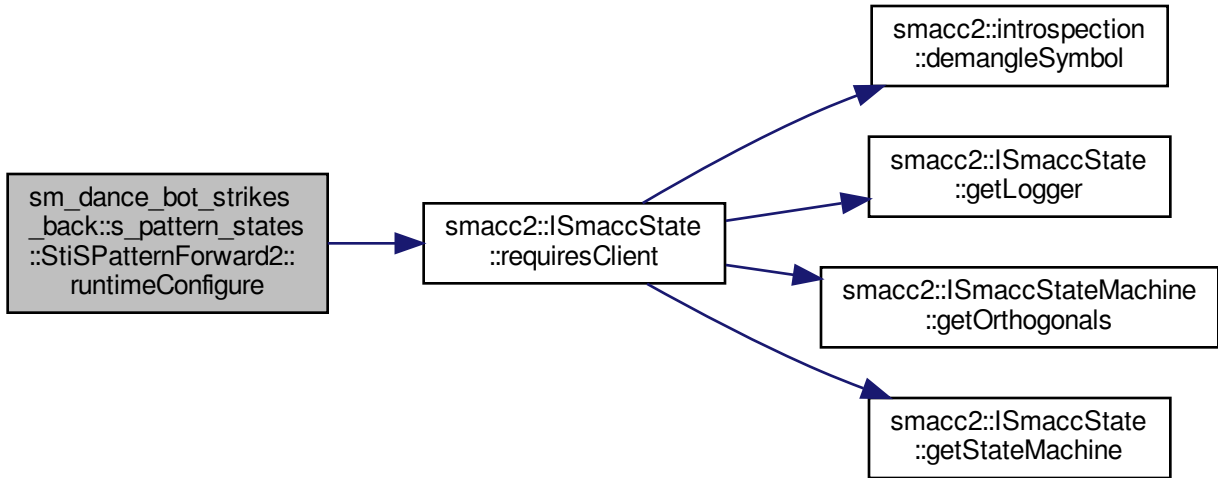 sm_dance_bot_strikes
_back::s_pattern_states
::StiSPatternForward2::
runtimeConfigure
smacc2::ISmaccState
::requiresClient
smacc2::introspection
::demangleSymbol
smacc2::ISmaccState
::getLogger
smacc2::ISmaccStateMachine
::getOrthogonals
smacc2::ISmaccState
::getStateMachine